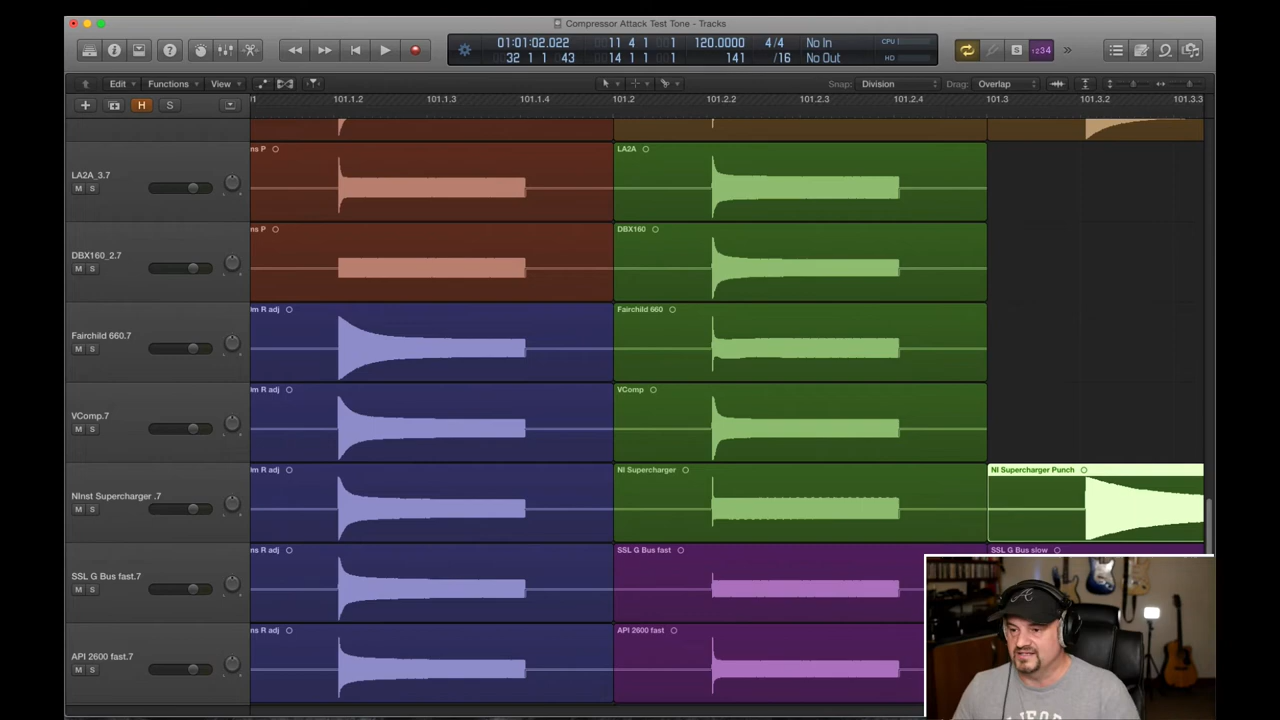 Compressor Attack Test Tone - Tracks
01:01:02.022 11 4 1 1 120.0000 4/4 No In CPU
32 1 1 43 14 1 1 1 141 /16 No Out HD
S 1234
Edit Functions View Snap: Division Drag: Overlap
H S 101.1.2 101.1.3 101.1.4 101.2 101.2.2 101.2.3 101.2.4 101.3 101.3.2 101.3.3
ns P LA2A
LA2A_3.7
M S
ns P DBX160
DBX160_2.7
M S
m R adj Fairchild 660
Fairchild 660.7
M S
m R adj VComp
VComp.7
M S
m R adj NI Supercharger NI Supercharger Punch
NInst Supercharger .7
M S
ns R adj SSL G Bus fast SSL G Bus slow
SSL G Bus fast.7
M S
ns R adj API 2600 fast
API 2600 fast.7
M S